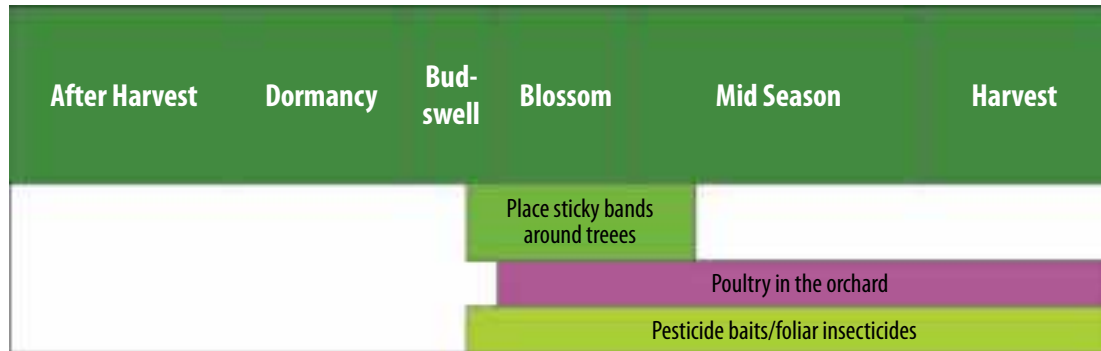 After Harvest Dormancy Bud-
swell Blossom Mid Season Harvest
Place sticky bands
around treees
Poultry in the orchard
Pesticide baits/foliar insecticides